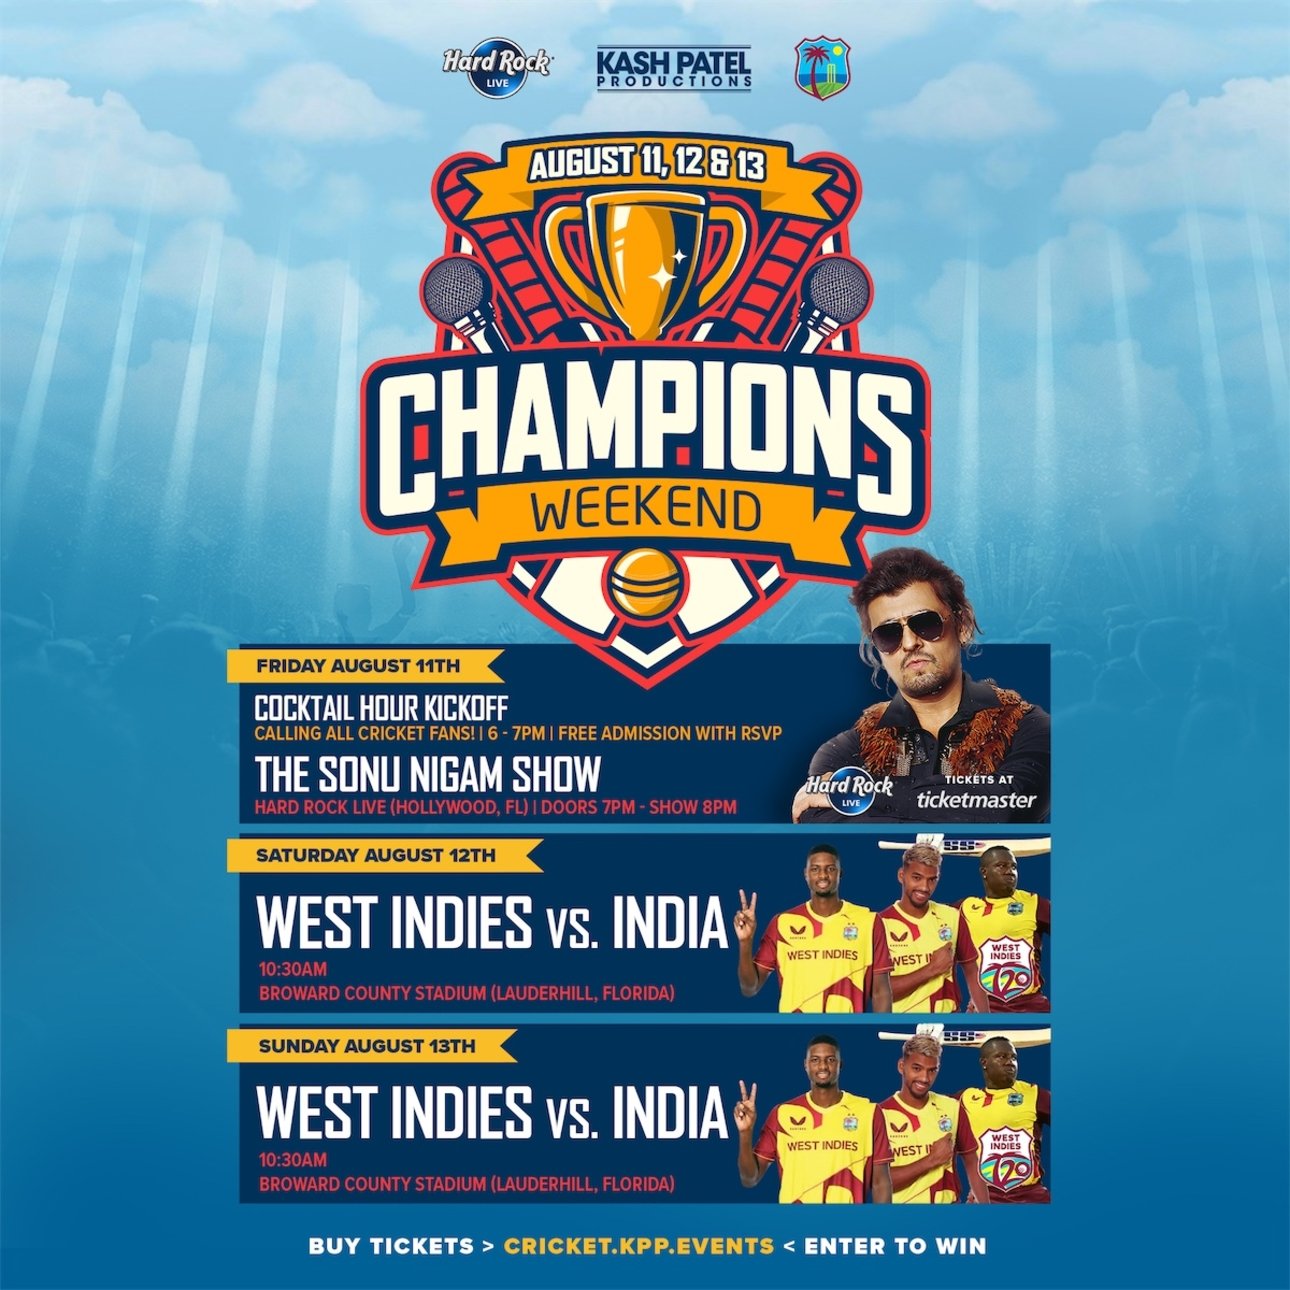 Hard Rock
LIVE
KASH PATEL
PRODUCTIONS
AUGUST 11, 12 & 13
CHAMPIONS
WEEKEND
FRIDAY AUGUST 11TH
COCKTAIL HOUR KICKOFF
CALLING ALL CRICKET FANS! | 6 - 7PM | FREE ADMISSION WITH RSVP
THE SONU NIGAM SHOW
HARD ROCK LIVE (HOLLYWOOD, FL) | DOORS 7PM - SHOW 8PM
Hard Rock
LIVE
TICKETS AT
ticketmaster
SATURDAY AUGUST 12TH
WEST INDIES VS. INDIA
10:30AM
BROWARD COUNTY STADIUM (LAUDERHILL, FLORIDA)
SS
WEST INDIES
WEST I
WEST
INDIES
T20
SUNDAY AUGUST 13TH
WEST INDIES VS. INDIA
10:30AM
BROWARD COUNTY STADIUM (LAUDERHILL, FLORIDA)
SS
WEST INDIES
WEST I
WEST
INDIES
T20
BUY TICKETS > CRICKET.KPP.EVENTS < ENTER TO WIN